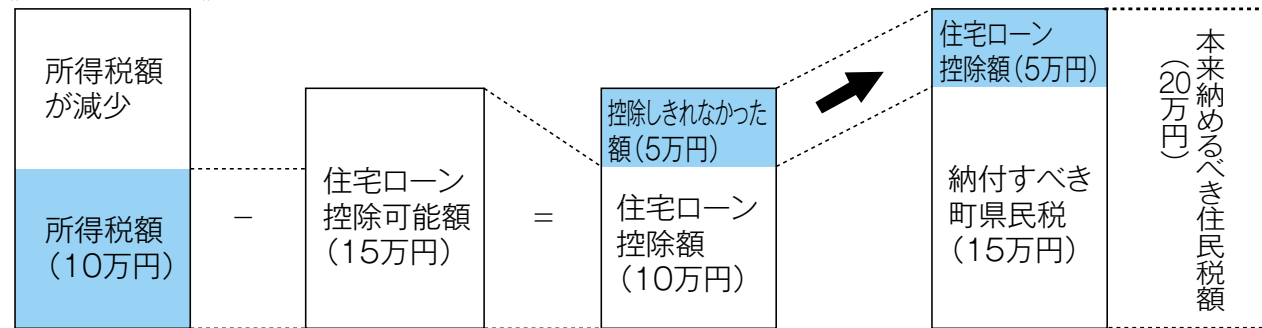 所得税額
が減少
所得税額
(10万円)
−
住宅ローン
控除可能額
(15万円)
=
控除しきれなかった
額(5万円)
住宅ローン
控除額
(10万円)
住宅ローン
控除額(5万円)
納付すべき
町県民税
(15万円)
本来納めるべき住民税額
(20万円)